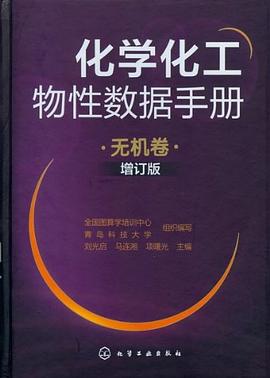 化学化工
物性数据手册
·无机卷·
增订版
全国图算学培训中心
青岛科技大学 组织编写
刘光启 马连湘 项曙光 主编
化学工业出版社